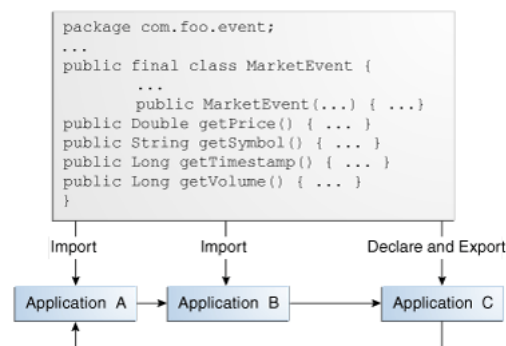 package com.foo.event;
...
public final class MarketEvent {
...
public MarketEvent(...) { ...}
public Double getPrice() { ... }
public String getSymbol() { ... }
public Long getTimestamp() { ... }
public Long getVolume() { ... }
}
Import
Import
Declare and Export
Application A
Application B
Application C